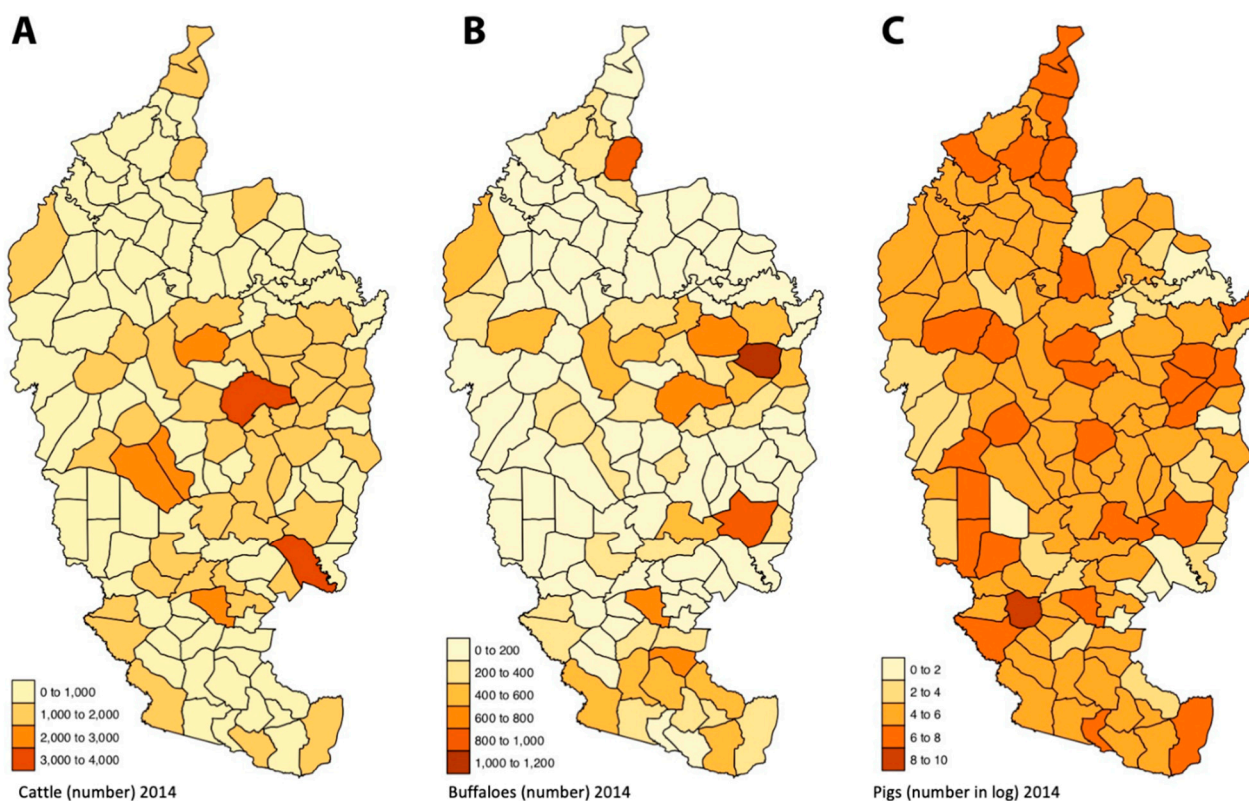 A
B
C
0 to 1,000
1,000 to 2,000
2,000 to 3,000
3,000 to 4,000
Cattle (number) 2014
0 to 200
200 to 400
400 to 600
600 to 800
800 to 1,000
1,000 to 1,200
Buffaloes (number) 2014
0 to 2
2 to 4
4 to 6
6 to 8
8 to 10
Pigs (number in log) 2014